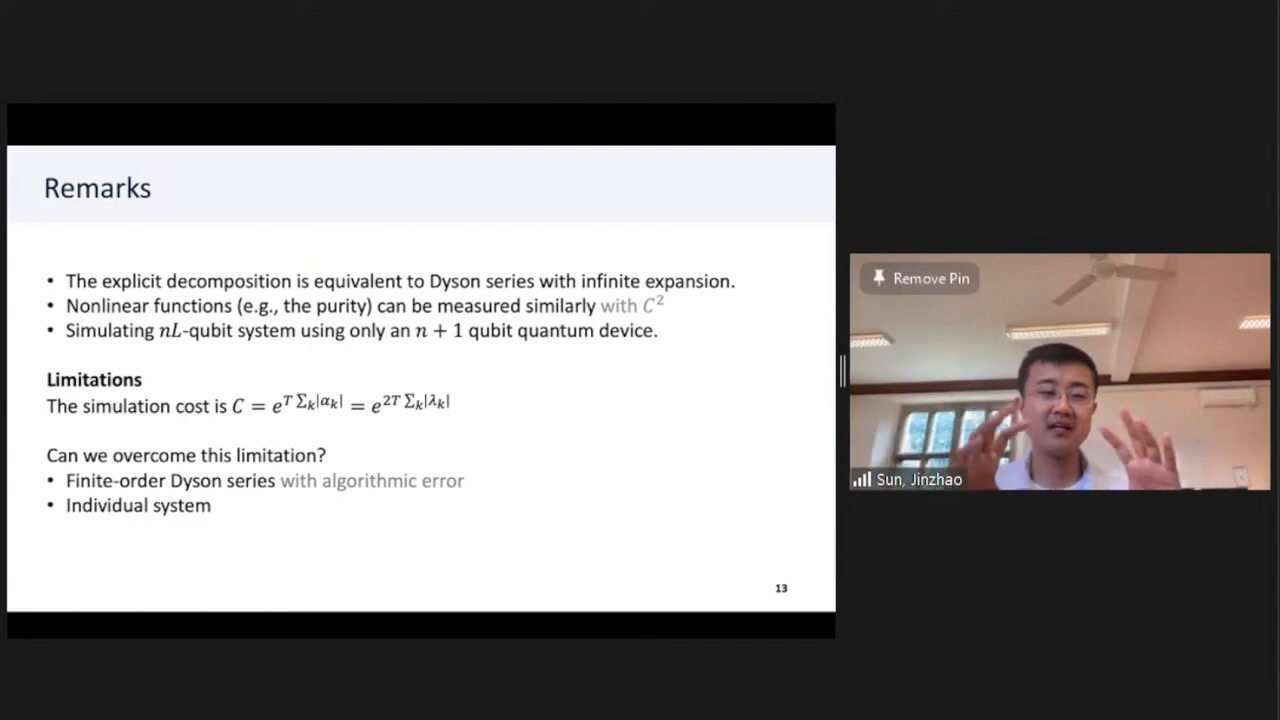 Remarks
• The explicit decomposition is equivalent to Dyson series with infinite expansion.
• Nonlinear functions (e.g., the purity) can be measured similarly with C²
• Simulating nL-qubit system using only an n + 1 qubit quantum device.
Limitations
The simulation cost is C = e^{T ∑_k|α_k|} = e^{2T ∑_k|λ_k|}
Can we overcome this limitation?
• Finite-order Dyson series with algorithmic error
• Individual system
13
Remove Pin
Sun, Jinzhao